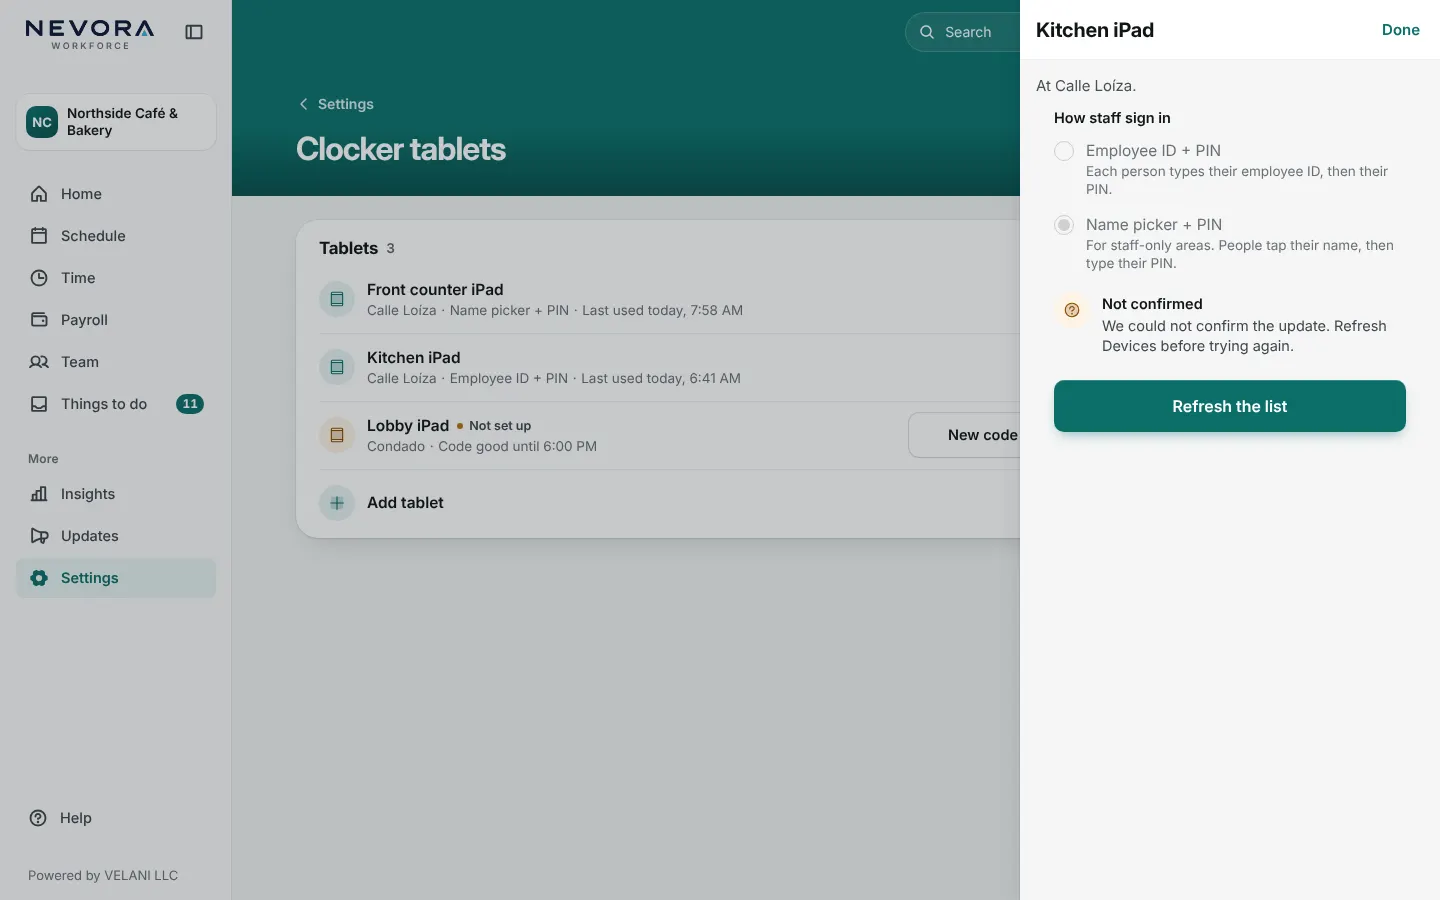 NEVORA
WORKFORCE
NC
Northside Café &
Bakery
Home
Schedule
Time
Payroll
Team
Things to do 11
More
Insights
Updates
Settings
Help
Powered by VELANI LLC
Search
Settings
Clocker tablets
Tablets 3
Front counter iPad
Calle Loíza · Name picker + PIN · Last used today, 7:58 AM
Kitchen iPad
Calle Loíza · Employee ID + PIN · Last used today, 6:41 AM
Lobby iPad • Not set up
Condado · Code good until 6:00 PM
New code
Add tablet
Kitchen iPad
Done
At Calle Loíza.
How staff sign in
Employee ID + PIN
Each person types their employee ID, then their
PIN.
Name picker + PIN
For staff-only areas. People tap their name, then
type their PIN.
Not confirmed
We could not confirm the update. Refresh
Devices before trying again.
Refresh the list